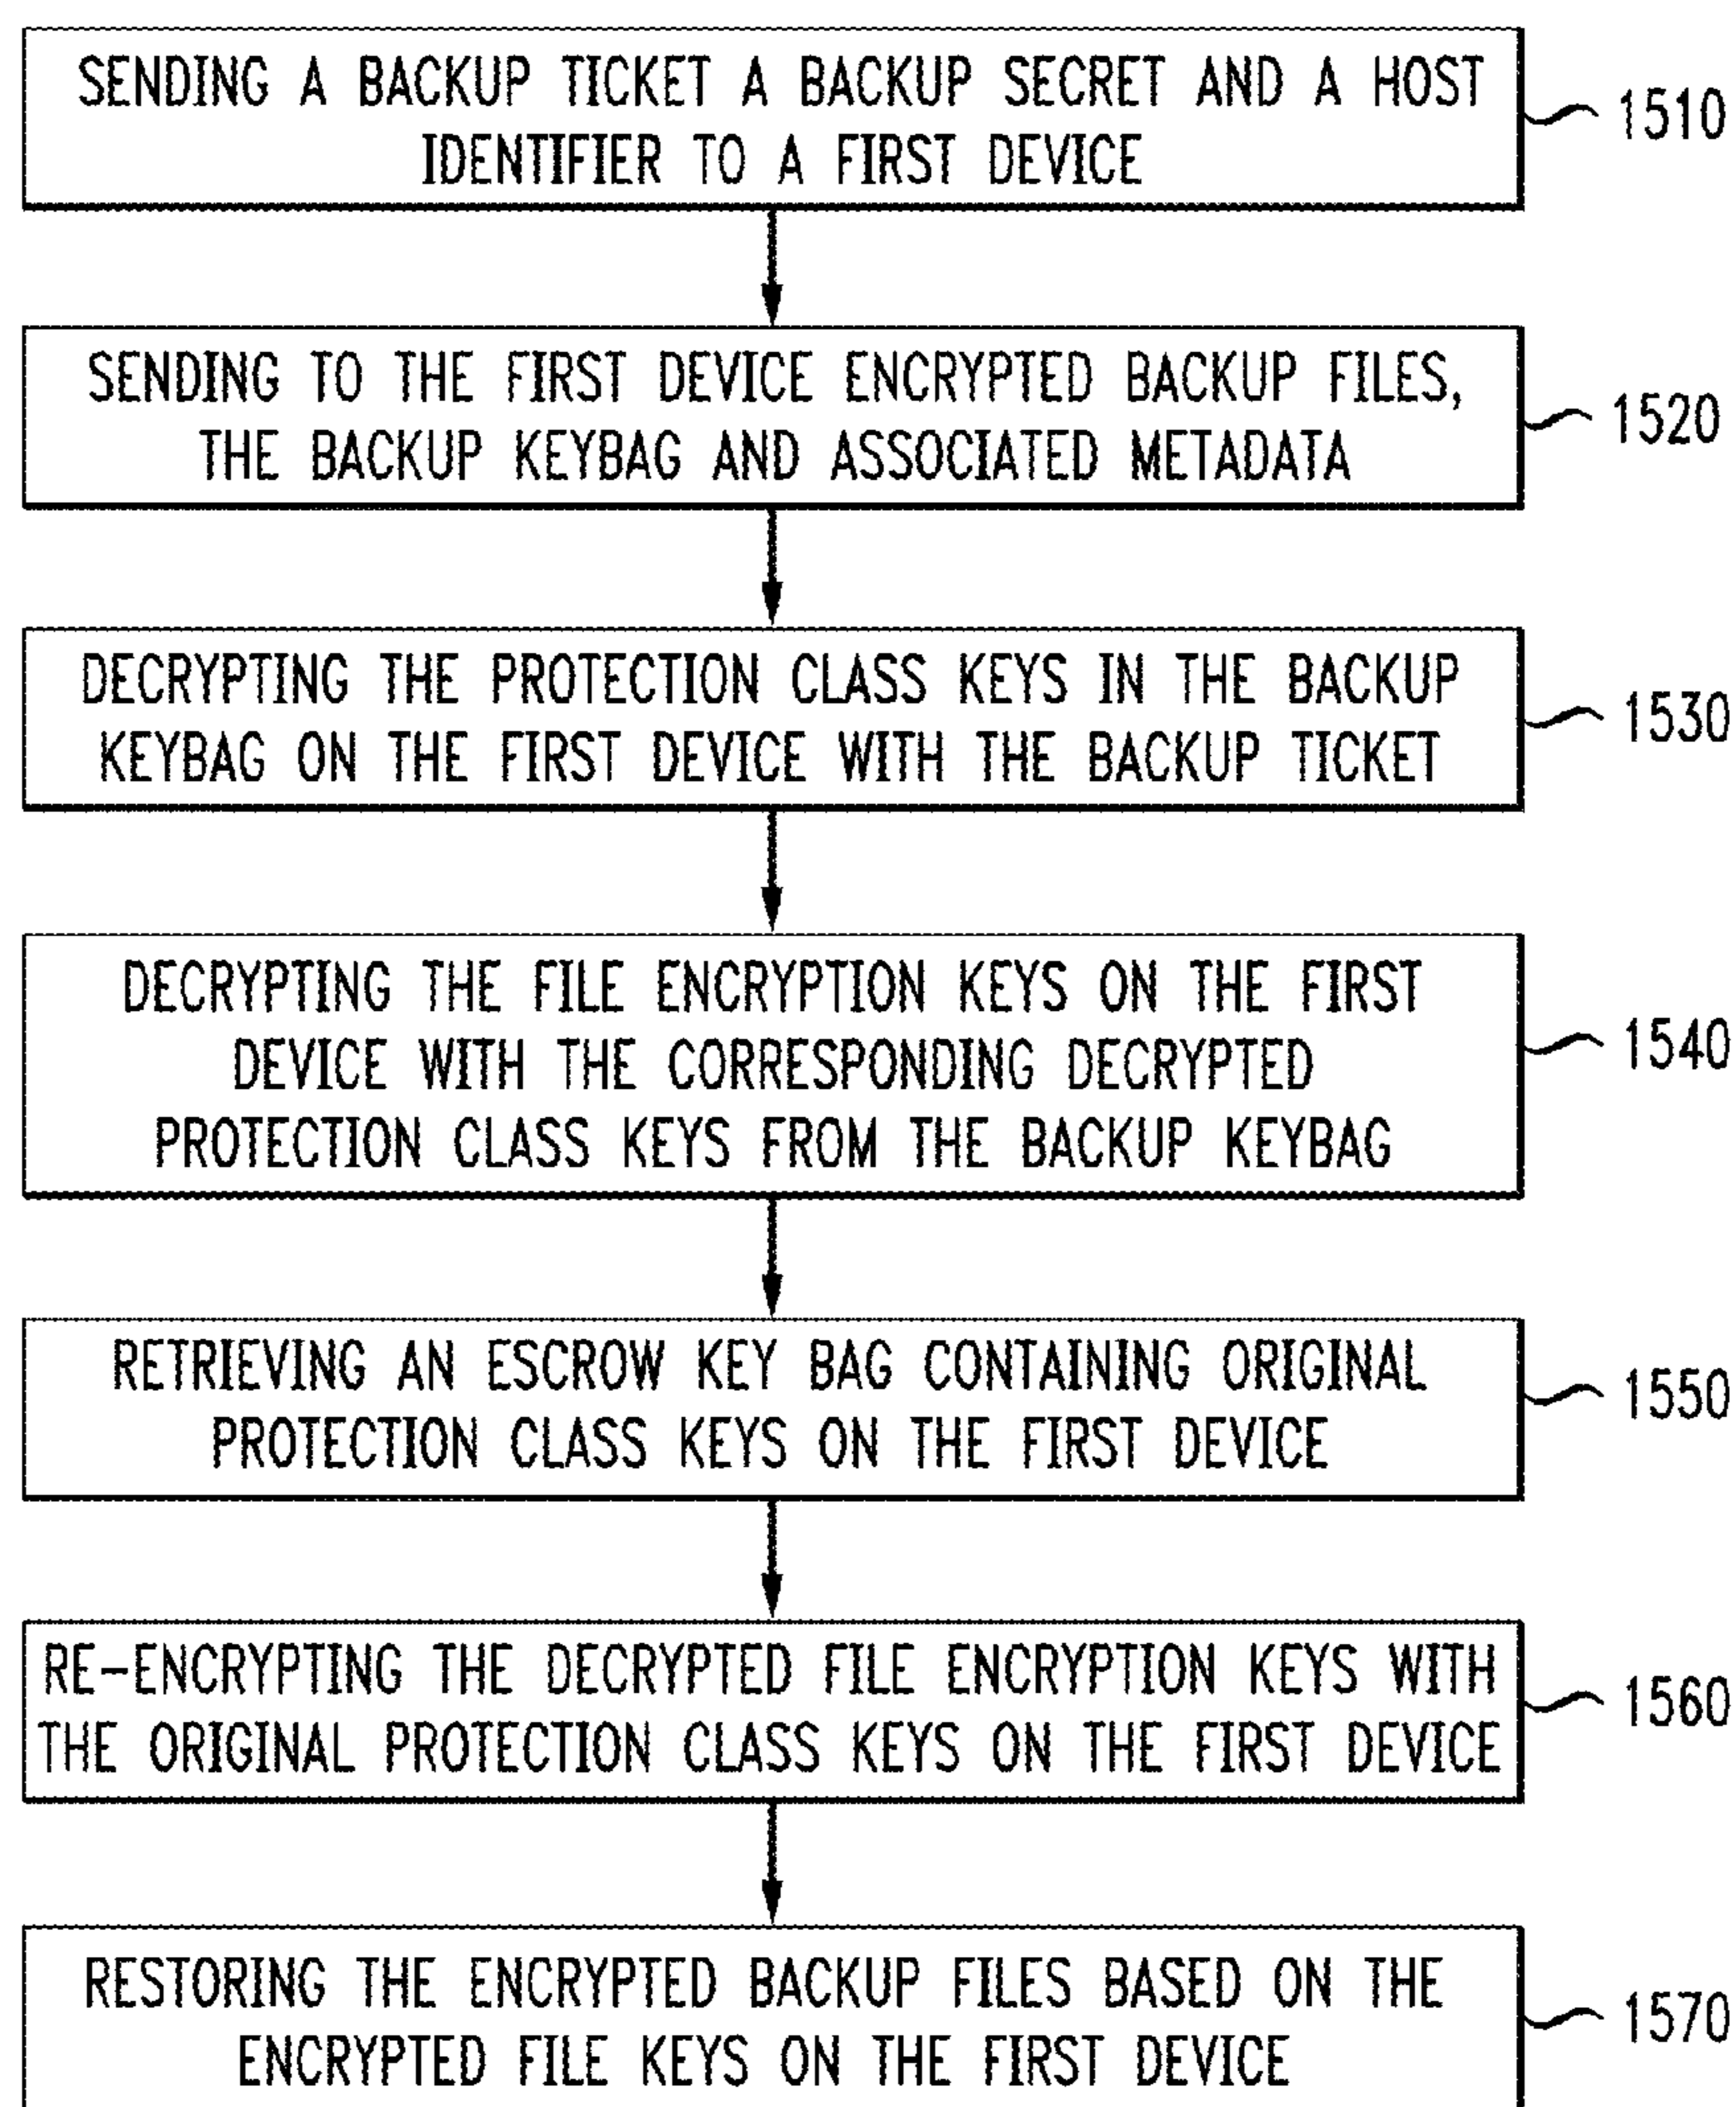 SENDING A BACKUP TICKET A BACKUP SECRET AND A HOST
IDENTIFIER TO A FIRST DEVICE
1510
SENDING TO THE FIRST DEVICE ENCRYPTED BACKUP FILES,
THE BACKUP KEYBAG AND ASSOCIATED METADATA
1520
DECRYPTING THE PROTECTION CLASS KEYS IN THE BACKUP
KEYBAG ON THE FIRST DEVICE WITH THE BACKUP TICKET
1530
DECRYPTING THE FILE ENCRYPTION KEYS ON THE FIRST
DEVICE WITH THE CORRESPONDING DECRYPTED
PROTECTION CLASS KEYS FROM THE BACKUP KEYBAG
1540
RETRIEVING AN ESCROW KEY BAG CONTAINING ORIGINAL
PROTECTION CLASS KEYS ON THE FIRST DEVICE
1550
RE-ENCRYPTING THE DECRYPTED FILE ENCRYPTION KEYS WITH
THE ORIGINAL PROTECTION CLASS KEYS ON THE FIRST DEVICE
1560
RESTORING THE ENCRYPTED BACKUP FILES BASED ON THE
ENCRYPTED FILE KEYS ON THE FIRST DEVICE
1570